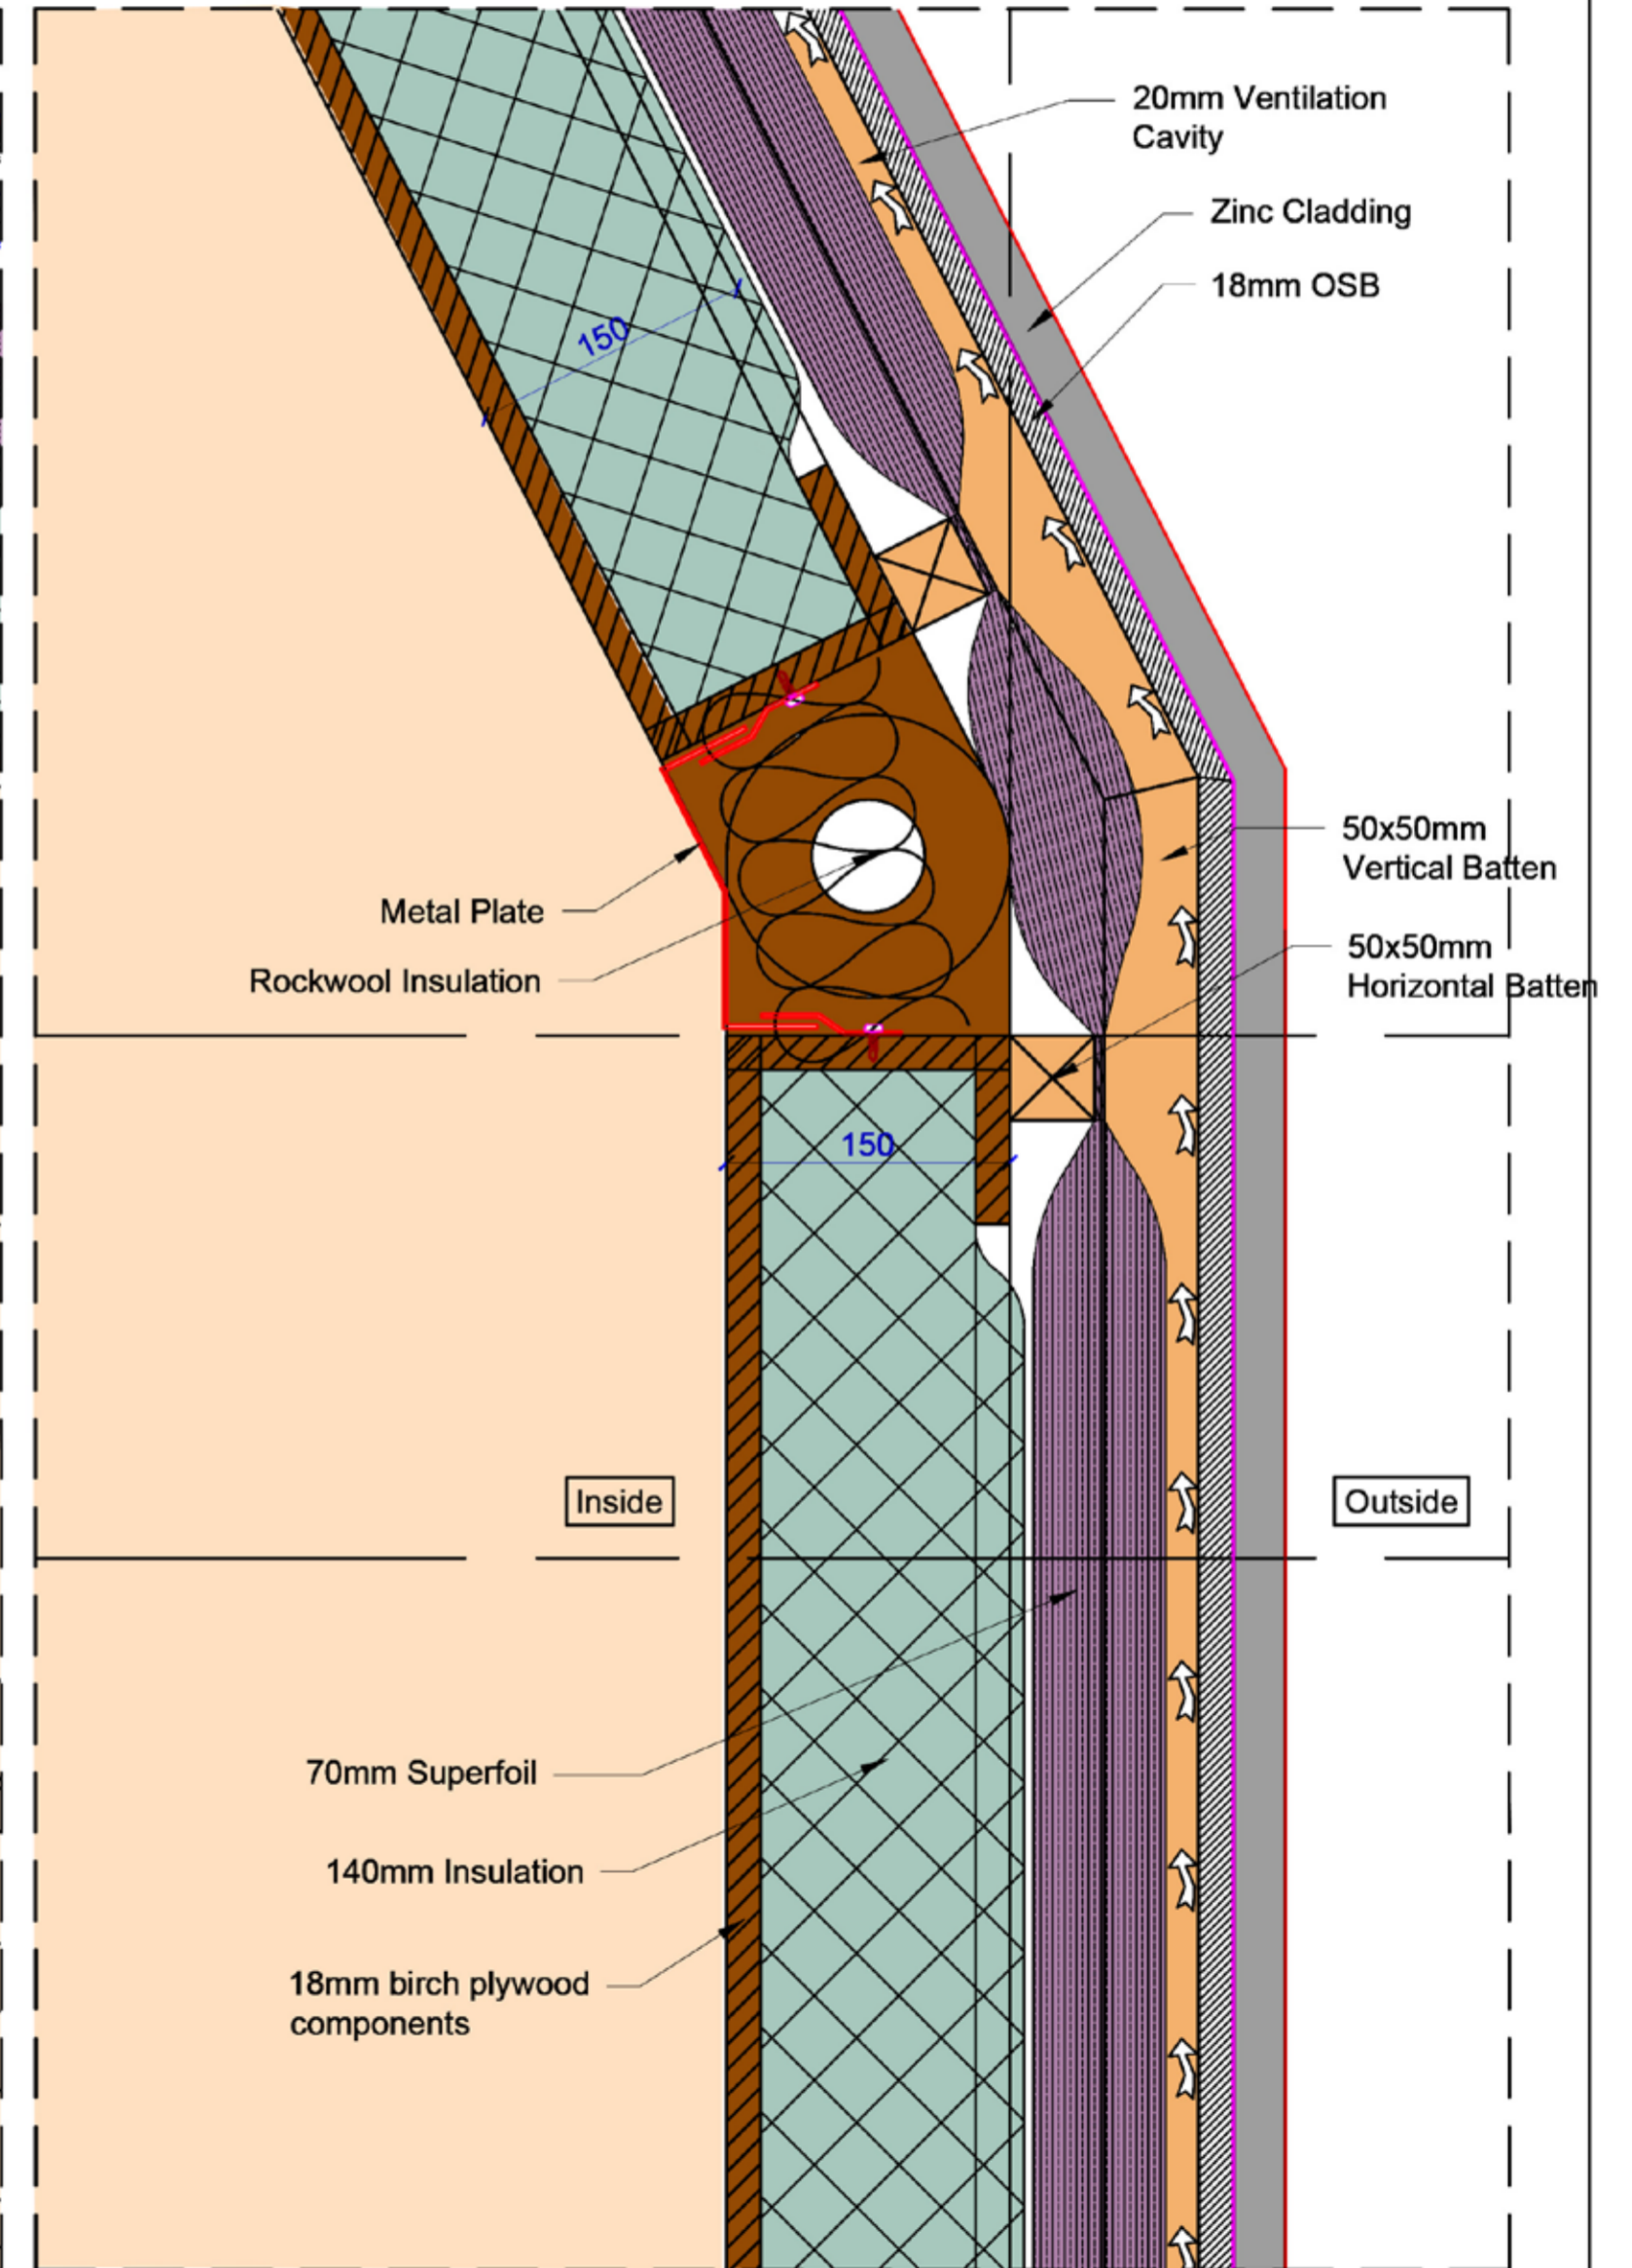 20mm Ventilation
Cavity
Zinc Cladding
18mm OSB
150
50x50mm
Vertical Batten
Metal Plate
50x50mm
Horizontal Batten
Rockwool Insulation
150
Inside
Outside
70mm Superfoil
140mm Insulation
18mm birch plywood
components